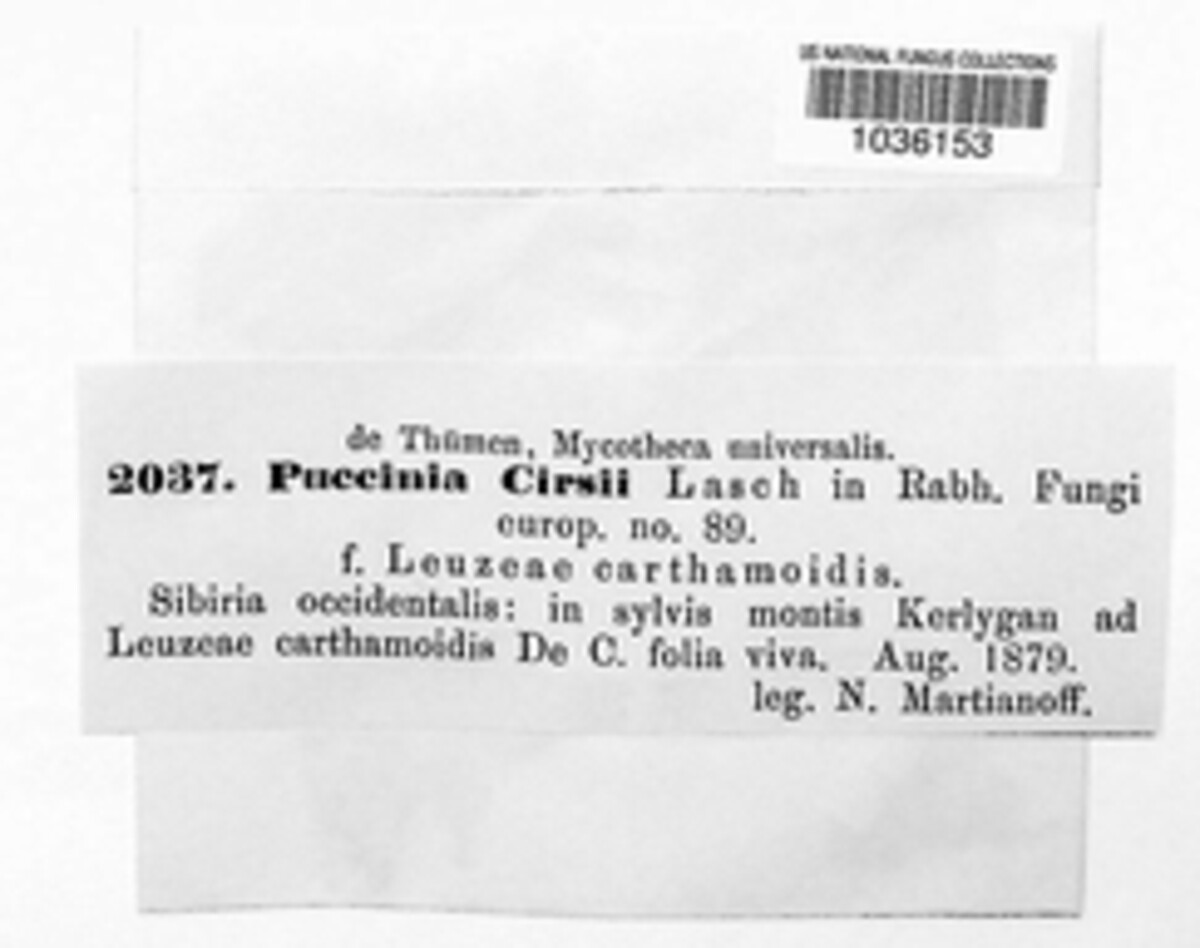 US NATIONAL FUNGUS COLLECTIONS
1036153
de Thümen, Mycotheca universalis.
2037. Puccinia Cirsii Lasch in Rabh. Fungi
europ. no. 89.
f. Leuzeae carthamoidis.
Sibiria occidentalis: in sylvis montis Kerlygan ad
Leuzeae carthamoidis De C. folia viva. Aug. 1879.
leg. N. Martianoff.